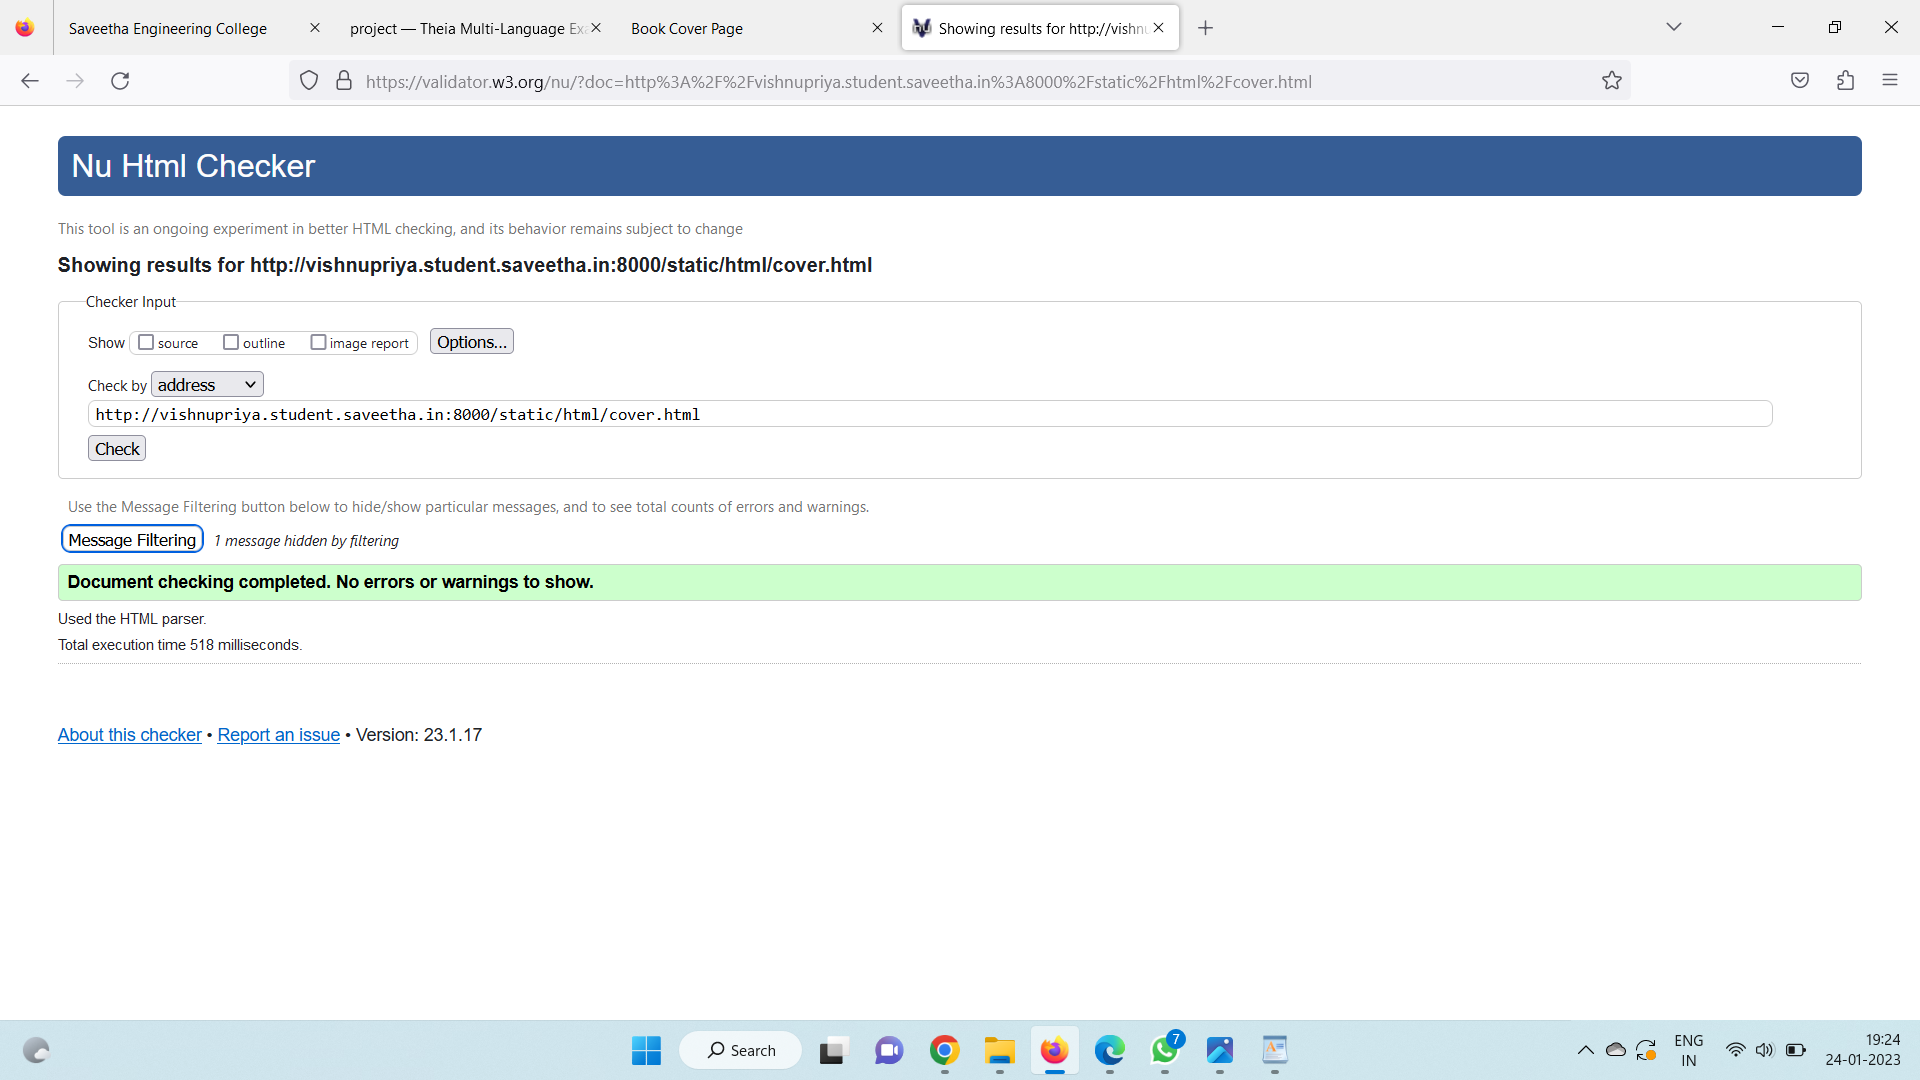 Saveetha Engineering College
project — Theia Multi-Language Exa
Book Cover Page
Showing results for http://vishnu
https://validator.w3.org/nu/?doc=http%3A%2F%2Fvishnupriya.student.saveetha.in%3A8000%2Fstatic%2Fhtml%2Fcover.html
Nu Html Checker
This tool is an ongoing experiment in better HTML checking, and its behavior remains subject to change
Showing results for http://vishnupriya.student.saveetha.in:8000/static/html/cover.html
Checker Input
Show source outline image report Options...
Check by address
http://vishnupriya.student.saveetha.in:8000/static/html/cover.html
Check
Use the Message Filtering button below to hide/show particular messages, and to see total counts of errors and warnings.
Message Filtering 1 message hidden by filtering
Document checking completed. No errors or warnings to show.
Used the HTML parser.
Total execution time 518 milliseconds.
About this checker • Report an issue • Version: 23.1.17
Search
7
ENG
IN
19:24
24-01-2023